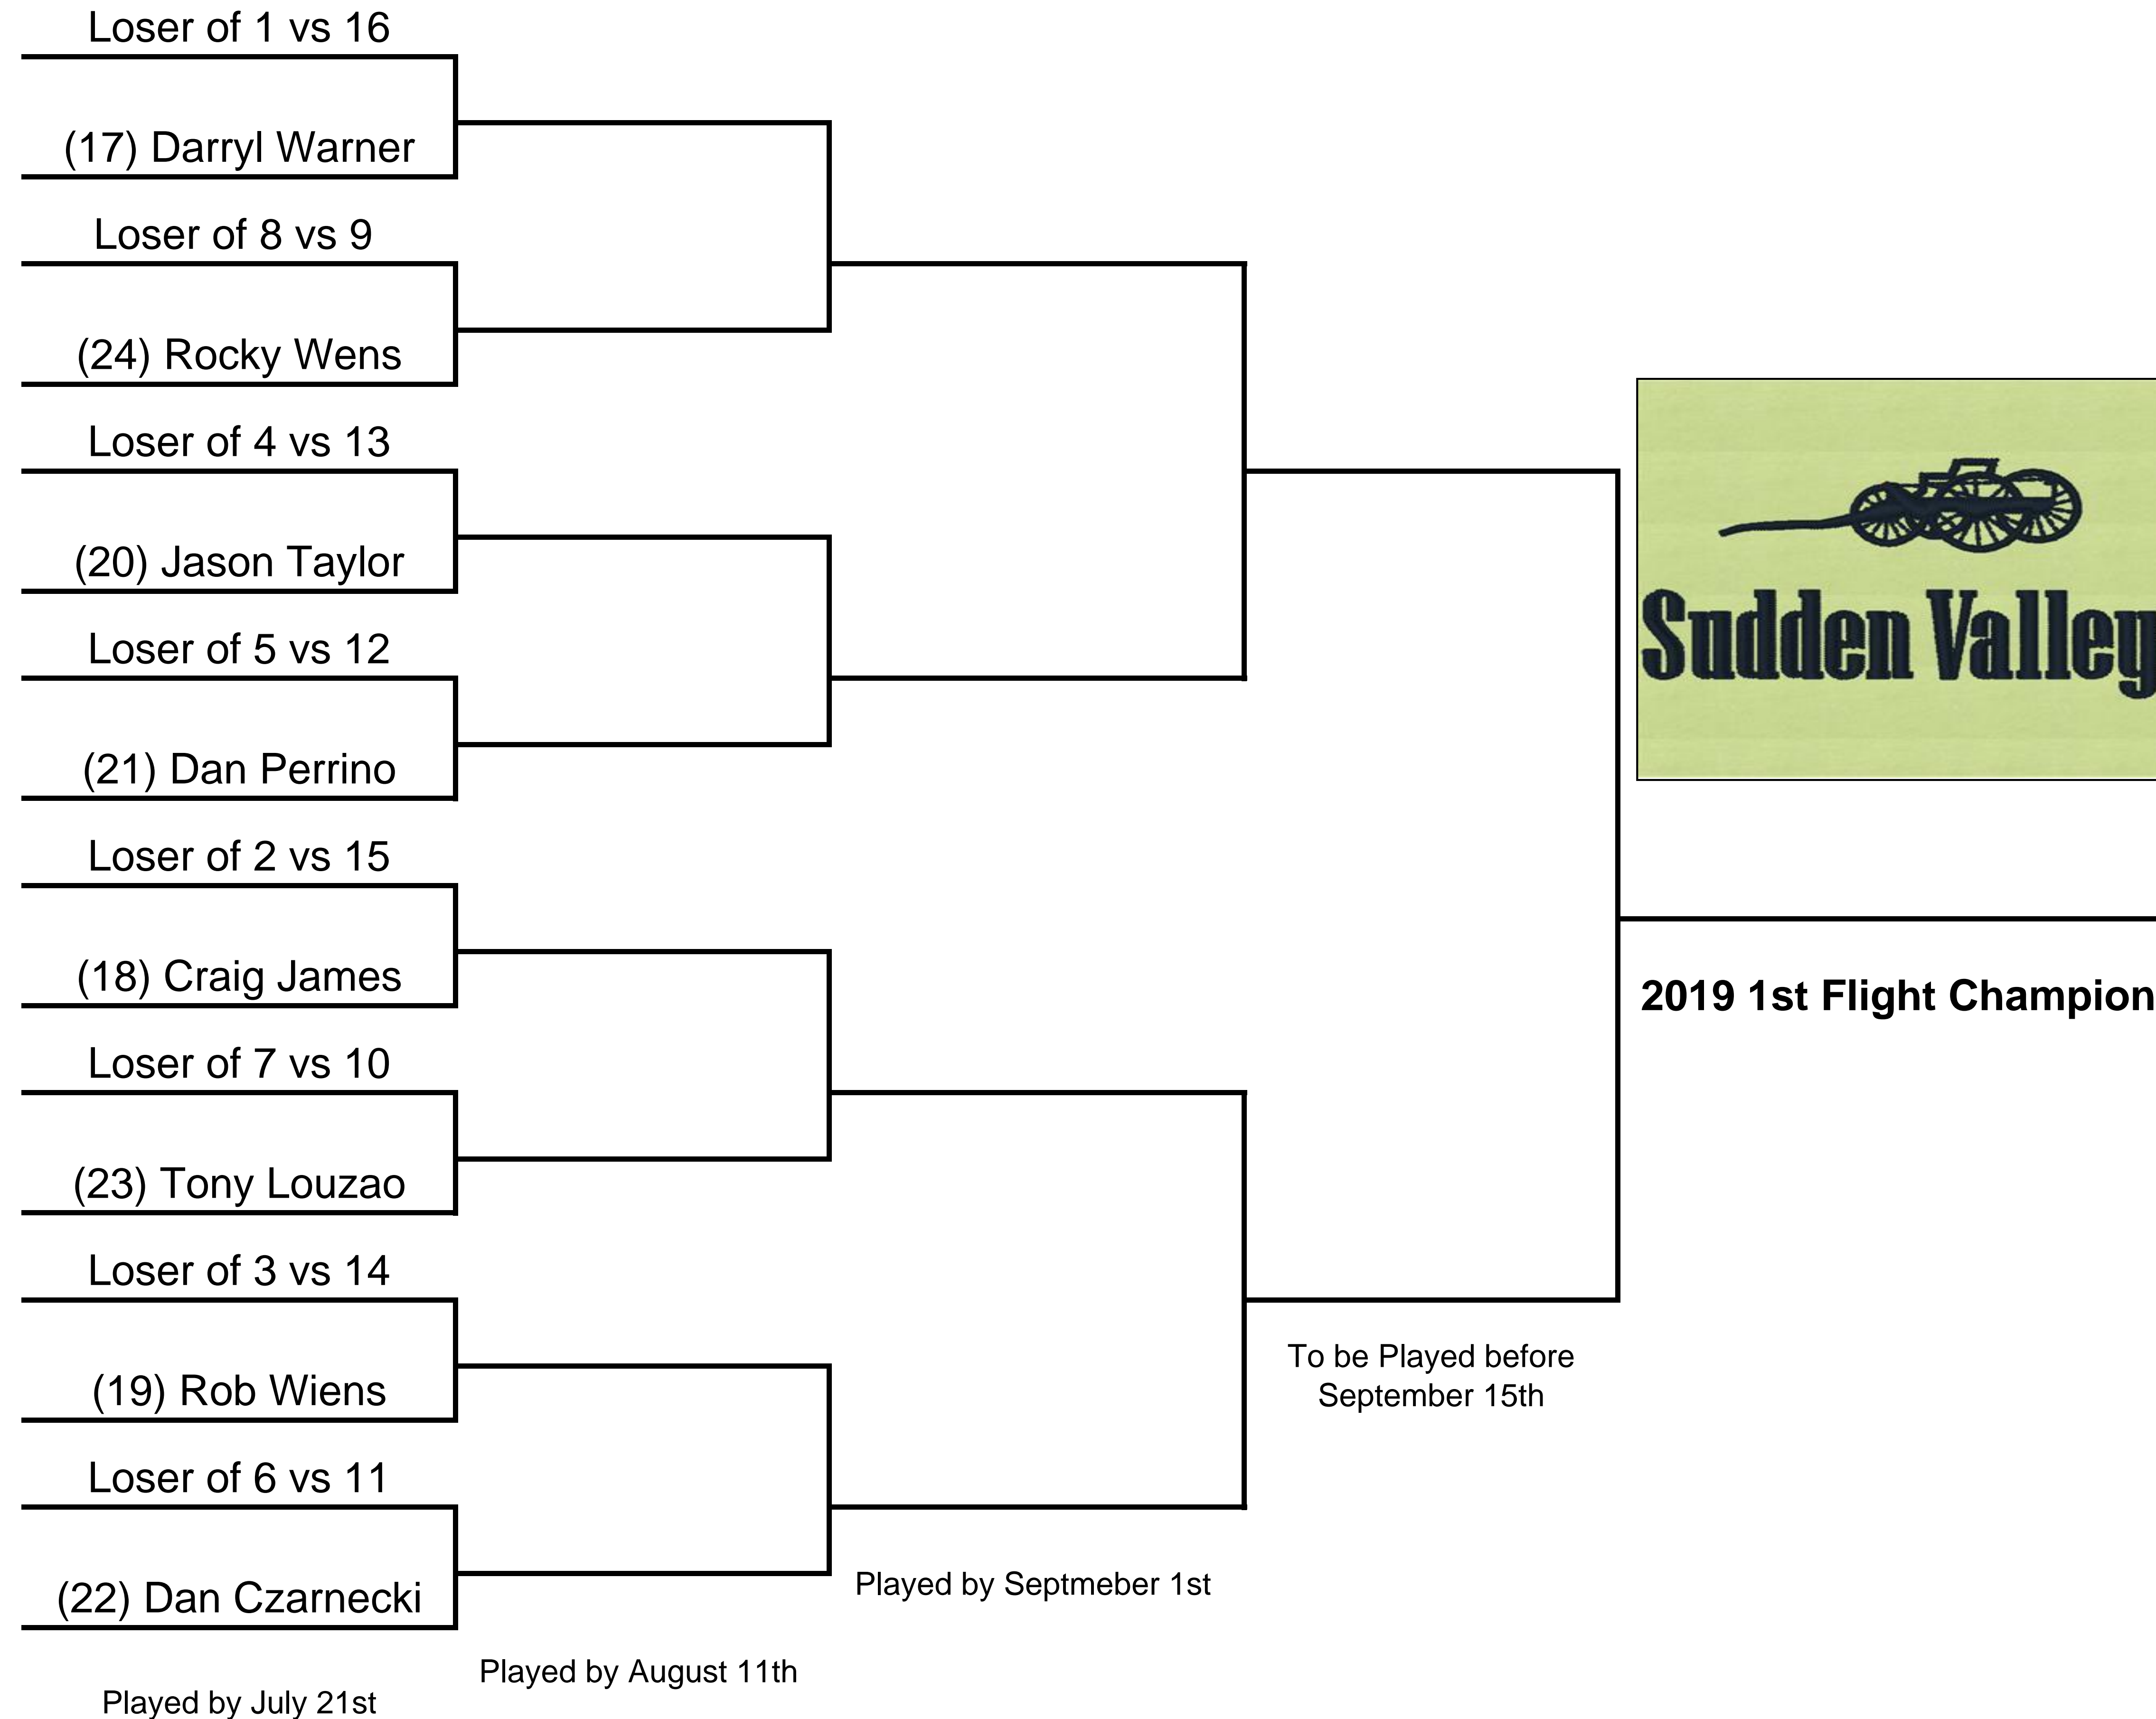 Loser of 1 vs 16
(17) Darryl Warner
Loser of 8 vs 9
(24) Rocky Wens
Loser of 4 vs 13
(20) Jason Taylor
Loser of 5 vs 12
(21) Dan Perrino
Loser of 2 vs 15
(18) Craig James
Loser of 7 vs 10
(23) Tony Louzao
Loser of 3 vs 14
(19) Rob Wiens
Loser of 6 vs 11
(22) Dan Czarnecki
Played by July 21st
Played by August 11th
Played by Septmeber 1st
To be Played before
September 15th
Sudden Valley
2019 1st Flight Champion